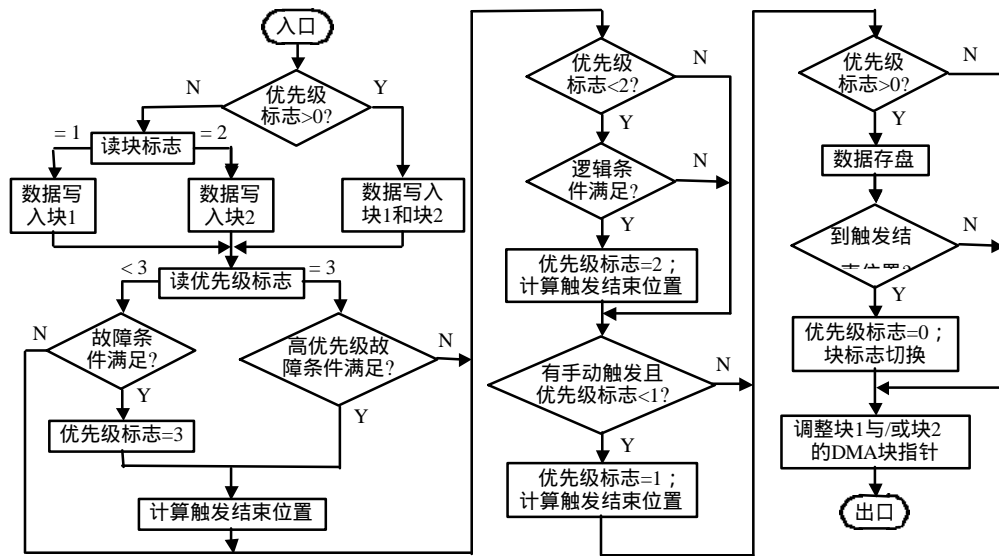 入口
优先级
标志>0?
N
Y
读块标志
= 1
= 2
数据写
入块1
数据写
入块2
数据写入
块1和块2
读优先级标志
< 3
= 3
故障条
件满足?
N
Y
高优先级故
障条件满足?
N
Y
优先级标志=3
计算触发结束位置
优先级
标志<2?
N
Y
逻辑条
件满足?
N
Y
优先级标志=2；
计算触发结束位置
有手动触发且
优先级标志<1?
N
Y
优先级标志=1；
计算触发结束位置
优先级
标志>0?
N
Y
数据存盘
到触发结
束位置?
N
Y
优先级标志=0；
块标志切换
调整块1与/或块2
的DMA块指针
出口